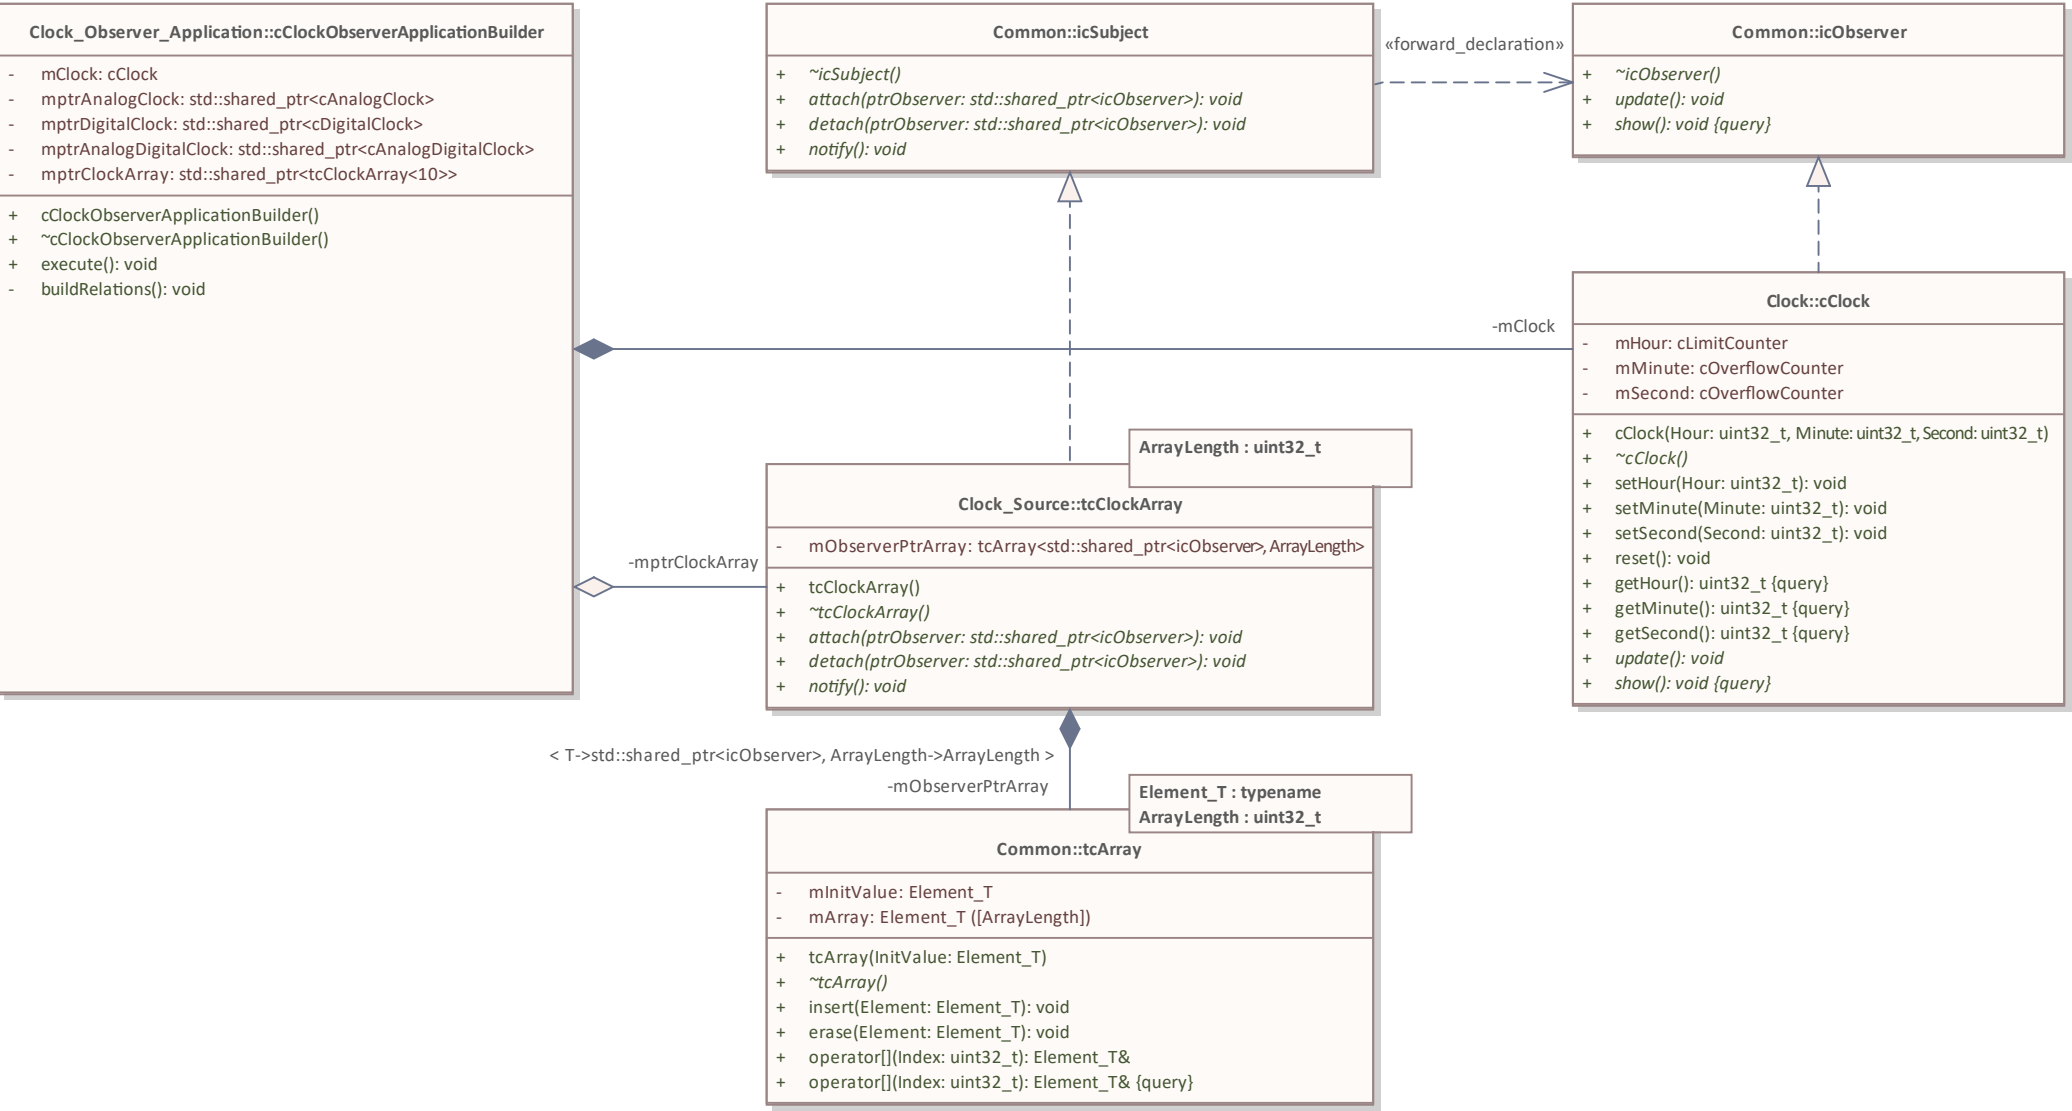 Clock_Observer_Application::cClockObserverApplicationBuilder
- mClock: cClock
- mptrAnalogClock: std::shared_ptr<cAnalogClock>
- mptrDigitalClock: std::shared_ptr<cDigitalClock>
- mptrAnalogDigitalClock: std::shared_ptr<cAnalogDigitalClock>
- mptrClockArray: std::shared_ptr<tcClockArray<10>>
+ cClockObserverApplicationBuilder()
+ ~cClockObserverApplicationBuilder()
+ execute(): void
- buildRelations(): void
Common::icSubject
+ ~icSubject()
+ attach(ptrObserver: std::shared_ptr<icObserver>): void
+ detach(ptrObserver: std::shared_ptr<icObserver>): void
+ notify(): void
«forward_declaration»
Common::icObserver
+ ~icObserver()
+ update(): void
+ show(): void {query}
-mClock
Clock::cClock
- mHour: cLimitCounter
- mMinute: cOverflowCounter
- mSecond: cOverflowCounter
+ cClock(Hour: uint32_t, Minute: uint32_t, Second: uint32_t)
+ ~cClock()
+ setHour(Hour: uint32_t): void
+ setMinute(Minute: uint32_t): void
+ setSecond(Second: uint32_t): void
+ reset(): void
+ getHour(): uint32_t {query}
+ getMinute(): uint32_t {query}
+ getSecond(): uint32_t {query}
+ update(): void
+ show(): void {query}
ArrayLength : uint32_t
Clock_Source::tcClockArray
- mObserverPtrArray: tcArray<std::shared_ptr<icObserver>, ArrayLength>
+ tcClockArray()
+ ~tcClockArray()
+ attach(ptrObserver: std::shared_ptr<icObserver>): void
+ detach(ptrObserver: std::shared_ptr<icObserver>): void
+ notify(): void
-mptrClockArray
< T->std::shared_ptr<icObserver>, ArrayLength->ArrayLength >
-mObserverPtrArray
Element_T : typename
ArrayLength : uint32_t
Common::tcArray
- mInitValue: Element_T
- mArray: Element_T ([ArrayLength])
+ tcArray(InitValue: Element_T)
+ ~tcArray()
+ insert(Element: Element_T): void
+ erase(Element: Element_T): void
+ operator[](Index: uint32_t): Element_T&
+ operator[](Index: uint32_t): Element_T& {query}